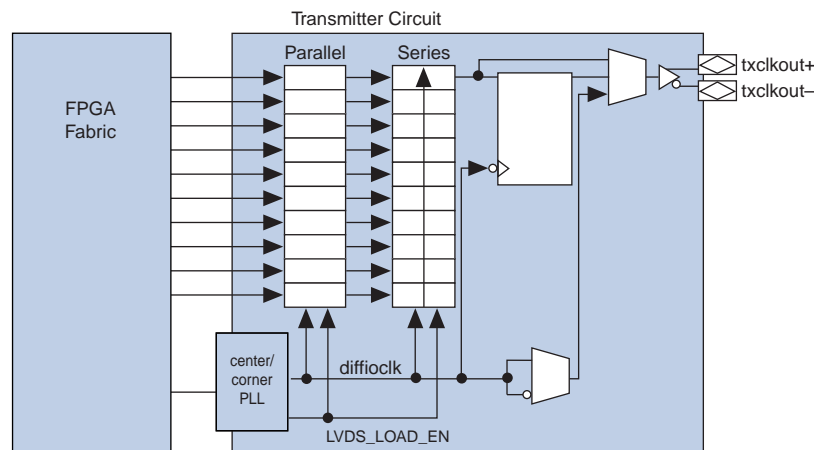 Transmitter Circuit
Parallel
Series
txclkout+
txclkout–
FPGA
Fabric
center/
corner
PLL
diffioclk
LVDS_LOAD_EN